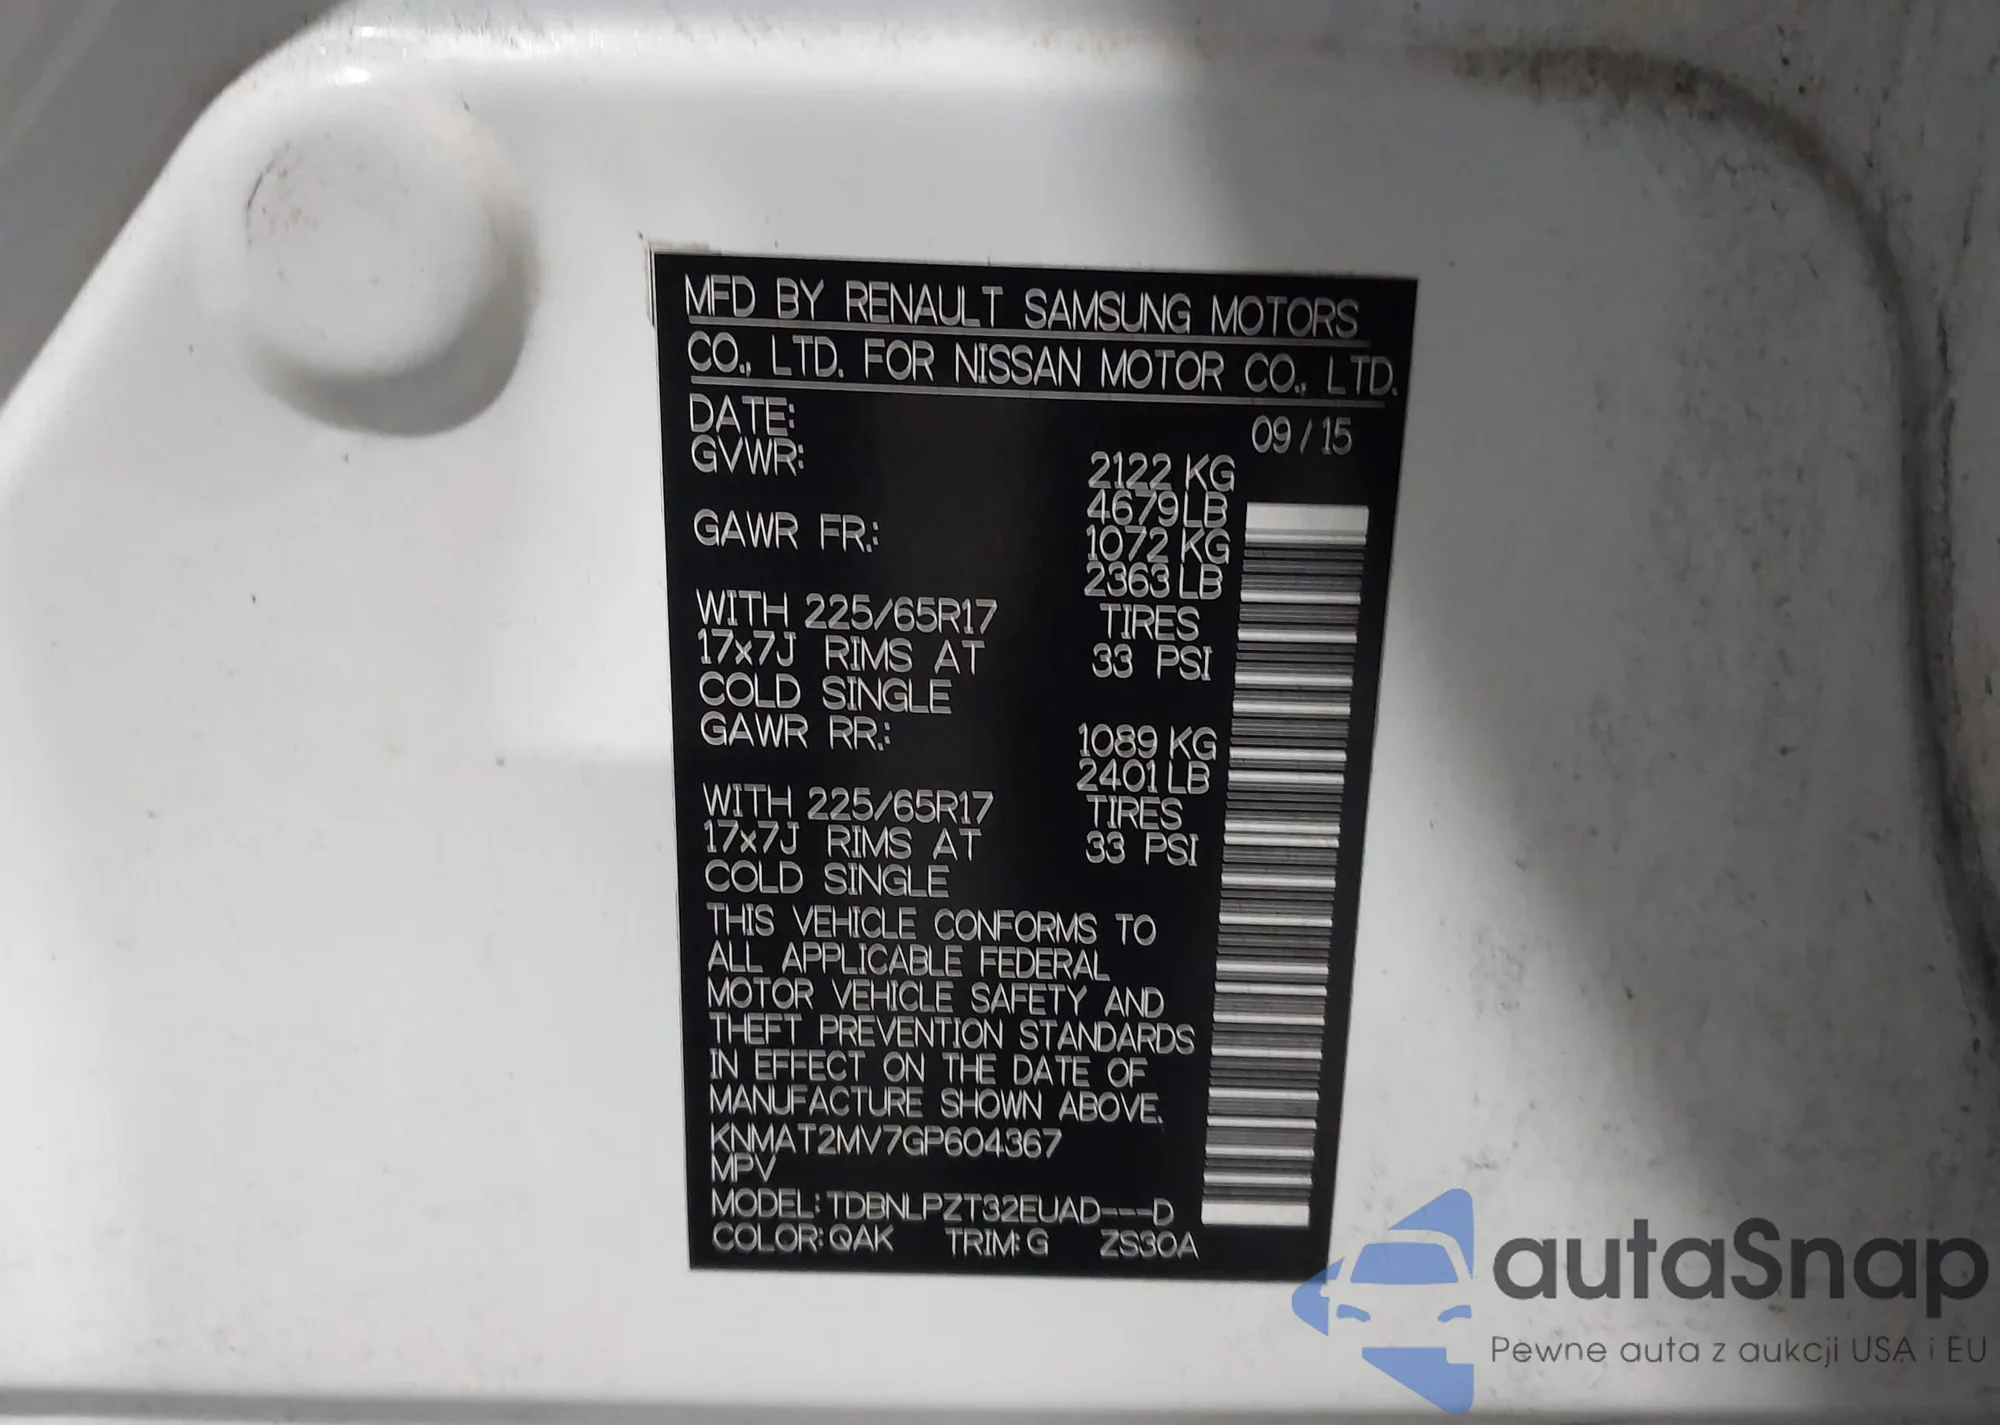 MFD BY RENAULT SAMSUNG MOTORS
CO., LTD. FOR NISSAN MOTOR CO., LTD.
DATE: 09 / 15
GVWR: 2122 KG
4679 LB
GAWR FR.: 1072 KG
2363 LB
WITH 225/65R17 TIRES
17x7J RIMS AT 33 PSI
COLD SINGLE
GAWR RR.: 1089 KG
2401 LB
WITH 225/65R17 TIRES
17x7J RIMS AT 33 PSI
COLD SINGLE
THIS VEHICLE CONFORMS TO
ALL APPLICABLE FEDERAL
MOTOR VEHICLE SAFETY AND
THEFT PREVENTION STANDARDS
IN EFFECT ON THE DATE OF
MANUFACTURE SHOWN ABOVE.
KNMAT2MV7GP604367
MPV
MODEL: TDBNLPZT32EUAD---D
COLOR: QAK TRIM: G ZS30A
autaSnap
Pewne auta z aukcji USA i EU